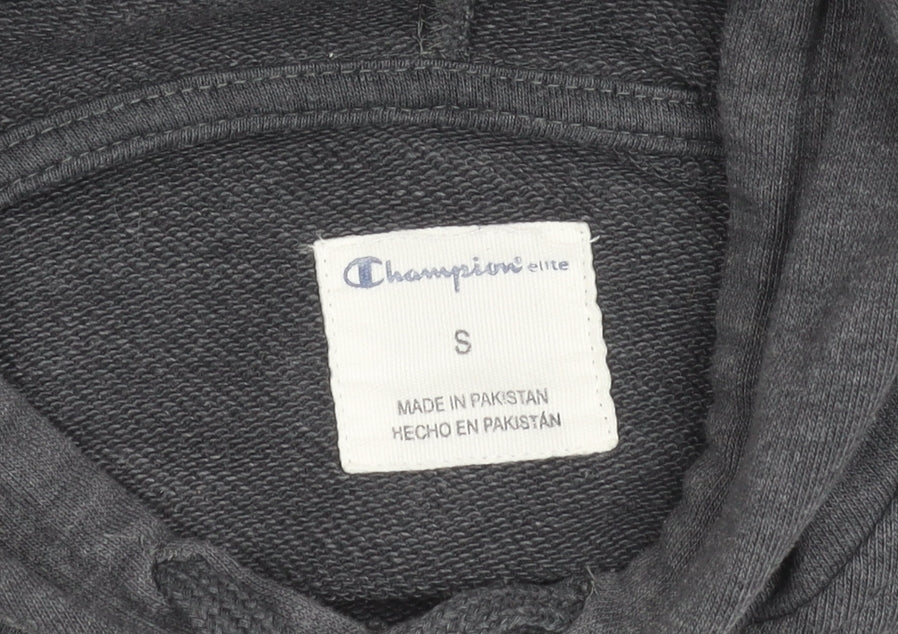 Champion elite
S
MADE IN PAKISTAN
HECHO EN PAKISTÁN